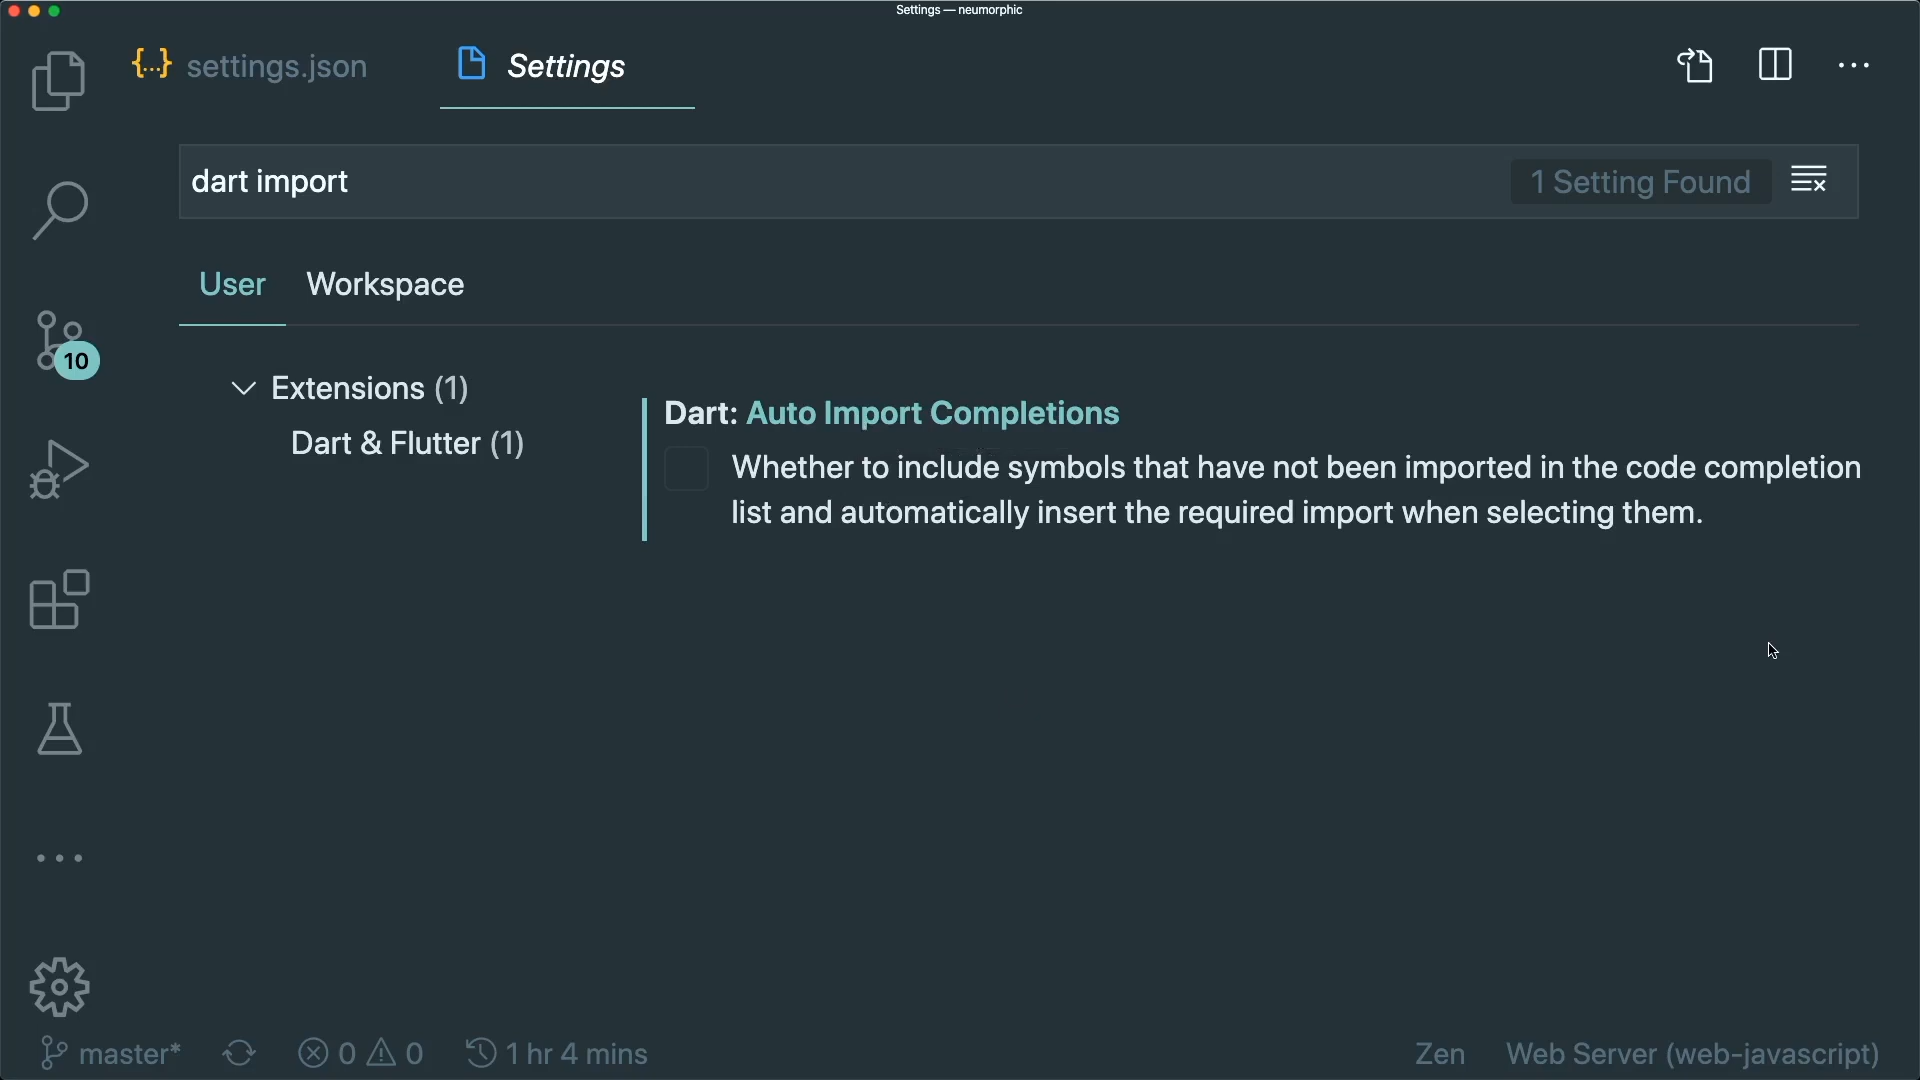 Settings — neumorphic
{...} settings.json
Settings
dart import
1 Setting Found
User
Workspace
10
Extensions (1)
Dart & Flutter (1)
Dart: Auto Import Completions
Whether to include symbols that have not been imported in the code completion
list and automatically insert the required import when selecting them.
master*
0
0
1 hr 4 mins
Zen
Web Server (web-javascript)